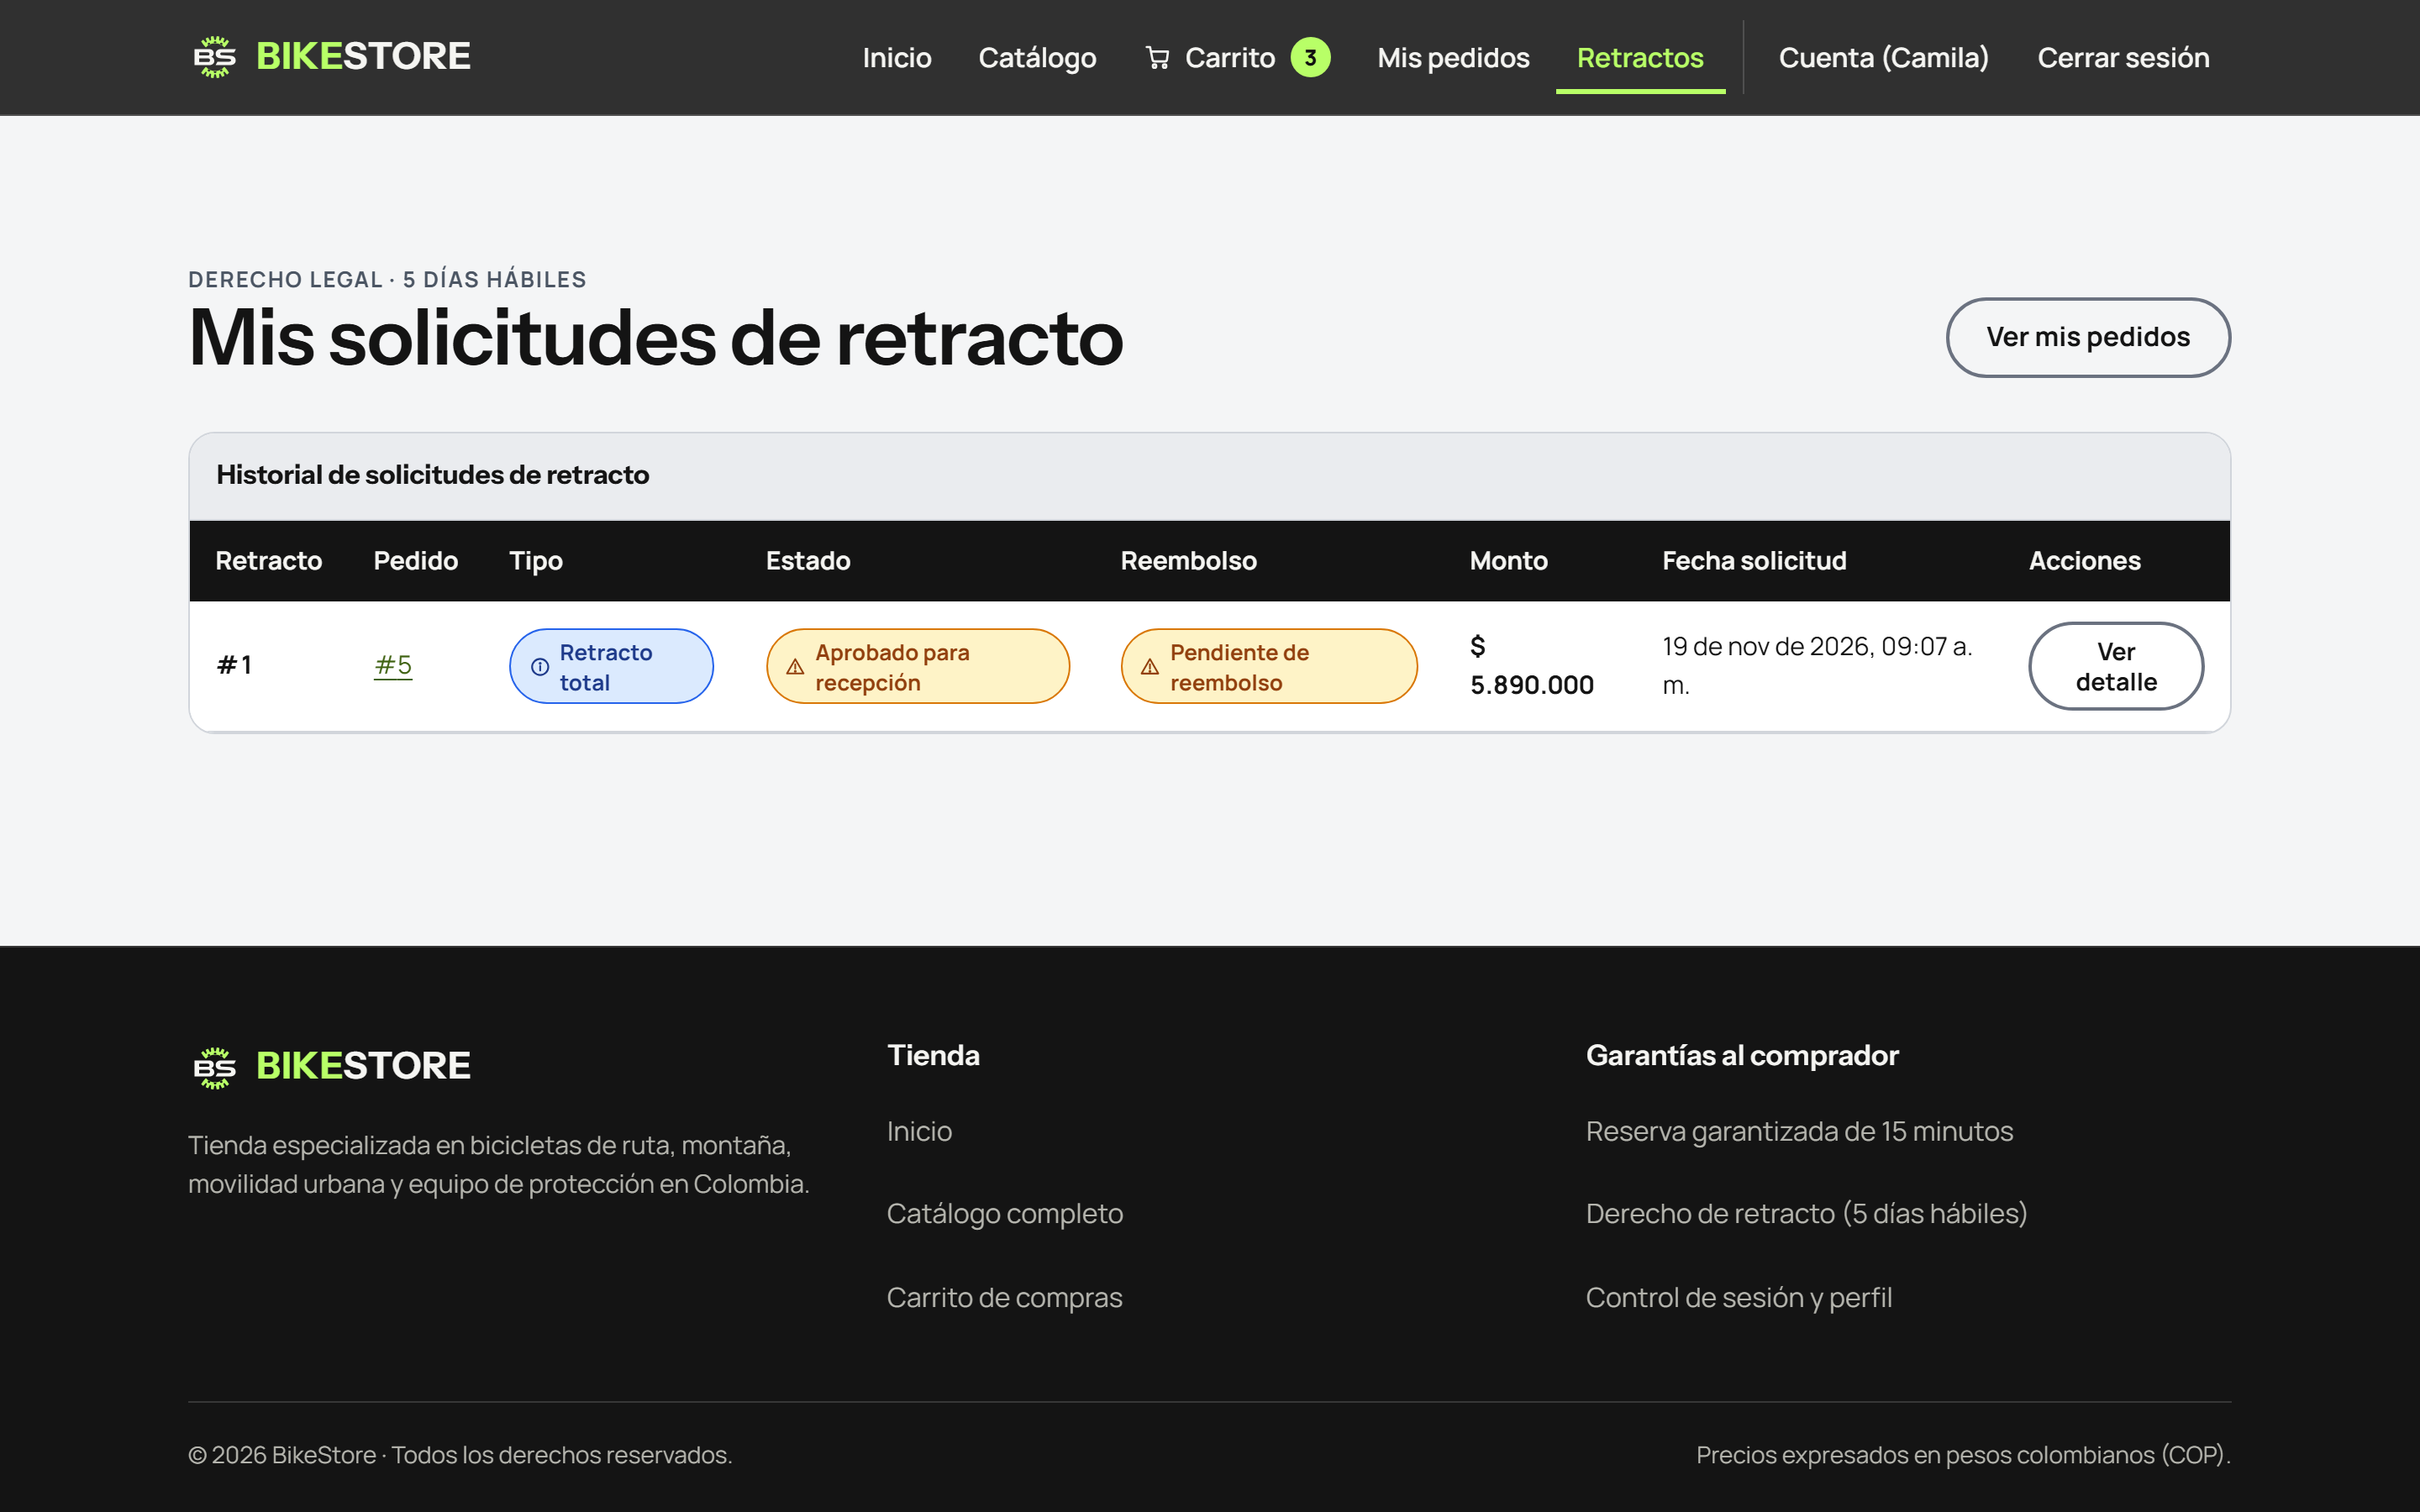 BS BIKESTORE
Inicio Catálogo Carrito 3 Mis pedidos Retractos Cuenta (Camila) Cerrar sesión
DERECHO LEGAL · 5 DÍAS HÁBILES
Mis solicitudes de retracto
Ver mis pedidos
Historial de solicitudes de retracto
Retracto Pedido Tipo Estado Reembolso Monto Fecha solicitud Acciones
#1
#5
Retracto
total
Aprobado para
recepción
Pendiente de
reembolso
$
5.890.000
19 de nov de 2026, 09:07 a.
m.
Ver
detalle
BS BIKESTORE
Tienda especializada en bicicletas de ruta, montaña,
movilidad urbana y equipo de protección en Colombia.
Tienda
Inicio
Catálogo completo
Carrito de compras
Garantías al comprador
Reserva garantizada de 15 minutos
Derecho de retracto (5 días hábiles)
Control de sesión y perfil
© 2026 BikeStore · Todos los derechos reservados.
Precios expresados en pesos colombianos (COP).